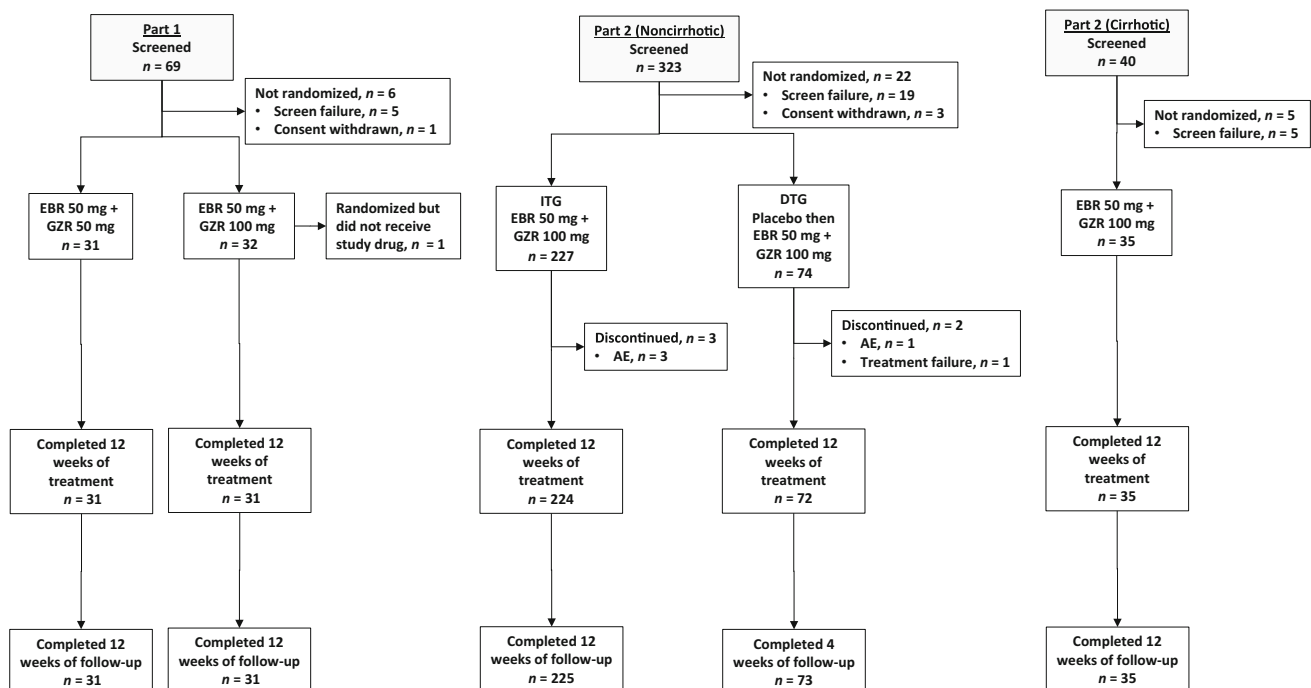 Part 1
Screened
n = 69
Not randomized, n = 6
• Screen failure, n = 5
• Consent withdrawn, n = 1
EBR 50 mg +
GZR 50 mg
n = 31
EBR 50 mg +
GZR 100 mg
n = 32
Randomized but
did not receive
study drug, n = 1
Completed 12
weeks of
treatment
n = 31
Completed 12
weeks of
treatment
n = 31
Completed 12
weeks of follow-up
n = 31
Completed 12
weeks of follow-up
n = 31
Part 2 (Noncirrhotic)
Screened
n = 323
Not randomized, n = 22
• Screen failure, n = 19
• Consent withdrawn, n = 3
ITG
EBR 50 mg +
GZR 100 mg
n = 227
DTG
Placebo then
EBR 50 mg +
GZR 100 mg
n = 74
Discontinued, n = 3
• AE, n = 3
Discontinued, n = 2
• AE, n = 1
• Treatment failure, n = 1
Completed 12
weeks of
treatment
n = 224
Completed 12
weeks of
treatment
n = 72
Completed 12
weeks of follow-up
n = 225
Completed 4
weeks of follow-up
n = 73
Part 2 (Cirrhotic)
Screened
n = 40
Not randomized, n = 5
• Screen failure, n = 5
EBR 50 mg +
GZR 100 mg
n = 35
Completed 12
weeks of
treatment
n = 35
Completed 12
weeks of follow-up
n = 35